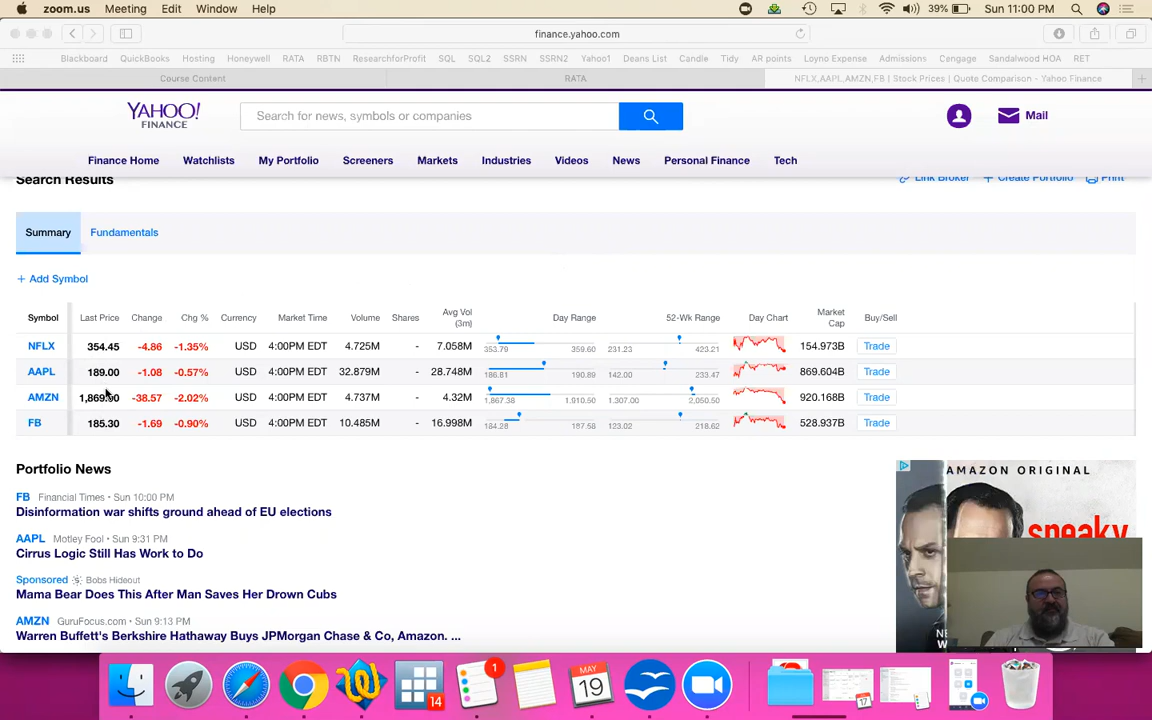 zoom.us Meeting Edit Window Help 39% Sun 11:00 PM
finance.yahoo.com
Blackboard QuickBooks Hosting Honeywell RATA RBTN ResearchforProfit SQL SQL2 SSRN SSRN2 Yahoo1 Deans List Candle Tidy AR points Loyno Expense Admissions Cengage Sandalwood HOA RET
Course Content RATA NFLX,AAPL,AMZN,FB | Stock Prices | Quote Comparison - Yahoo Finance
YAHOO!
FINANCE
Search for news, symbols or companies
Mail
Finance Home Watchlists My Portfolio Screeners Markets Industries Videos News Personal Finance Tech
Search Results Link Broker + Create Portfolio Print
Summary Fundamentals
+ Add Symbol
Symbol Last Price Change Chg % Currency Market Time Volume Shares Avg Vol (3m) Day Range 52-Wk Range Day Chart Market Cap Buy/Sell
NFLX 354.45 -4.86 -1.35% USD 4:00PM EDT 4.725M - 7.058M 353.79 359.60 231.23 423.21 154.973B Trade
AAPL 189.00 -1.08 -0.57% USD 4:00PM EDT 32.879M - 28.748M 186.81 190.89 142.00 233.47 869.604B Trade
AMZN -38.57 -2.02% USD 4:00PM EDT 4.737M - 4.32M 1,867.38 1,910.50 1,307.00 2,050.50 920.168B Trade
FB 185.30 -1.69 -0.90% USD 4:00PM EDT 10.485M - 16.998M 184.28 187.58 123.02 218.62 528.937B Trade
Portfolio News
FB Financial Times • Sun 10:00 PM
Disinformation war shifts ground ahead of EU elections
AAPL Motley Fool • Sun 9:31 PM
Cirrus Logic Still Has Work to Do
Sponsored Bobs Hideout
Mama Bear Does This After Man Saves Her Drown Cubs
AMZN GuruFocus.com • Sun 9:13 PM
Warren Buffett's Berkshire Hathaway Buys JPMorgan Chase & Co, Amazon. ...
AMAZON ORIGINAL
sneaky
1
14
MAY
19
17